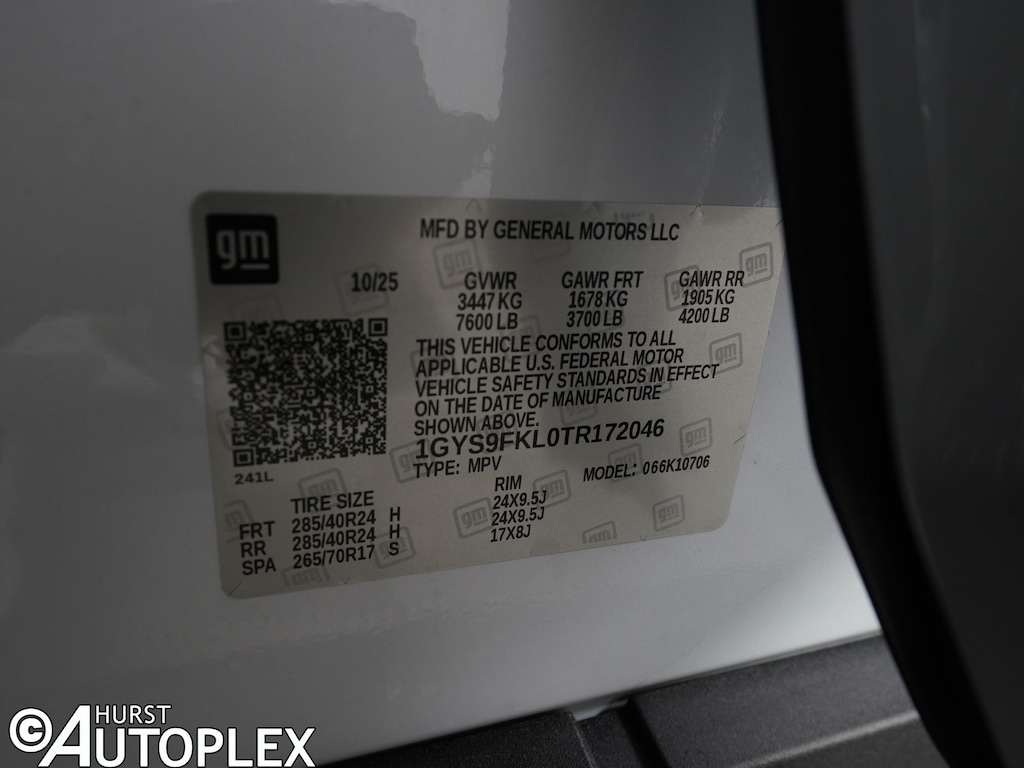 gm
MFD BY GENERAL MOTORS LLC
10/25 GVWR GAWR FRT GAWR RR
3447 KG 1678 KG 1905 KG
7600 LB 3700 LB 4200 LB
THIS VEHICLE CONFORMS TO ALL
APPLICABLE U.S. FEDERAL MOTOR
VEHICLE SAFETY STANDARDS IN EFFECT
ON THE DATE OF MANUFACTURE
SHOWN ABOVE.
1GYS9FKL0TR172046
TYPE: MPV MODEL: 066K10706
241L
TIRE SIZE RIM
FRT 285/40R24 H 24X9.5J
RR 285/40R24 H 24X9.5J
SPA 265/70R17 S 17X8J
© HURST
AUTOPLEX